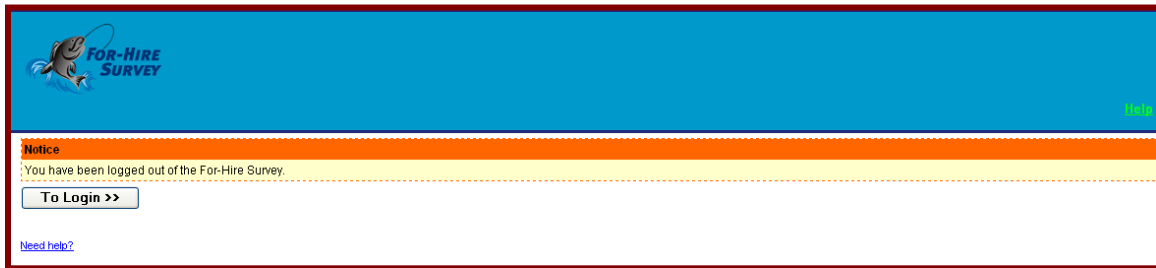 FOR-HIRE
SURVEY
Help
Notice
You have been logged out of the For-Hire Survey.
To Login >>
Need help?